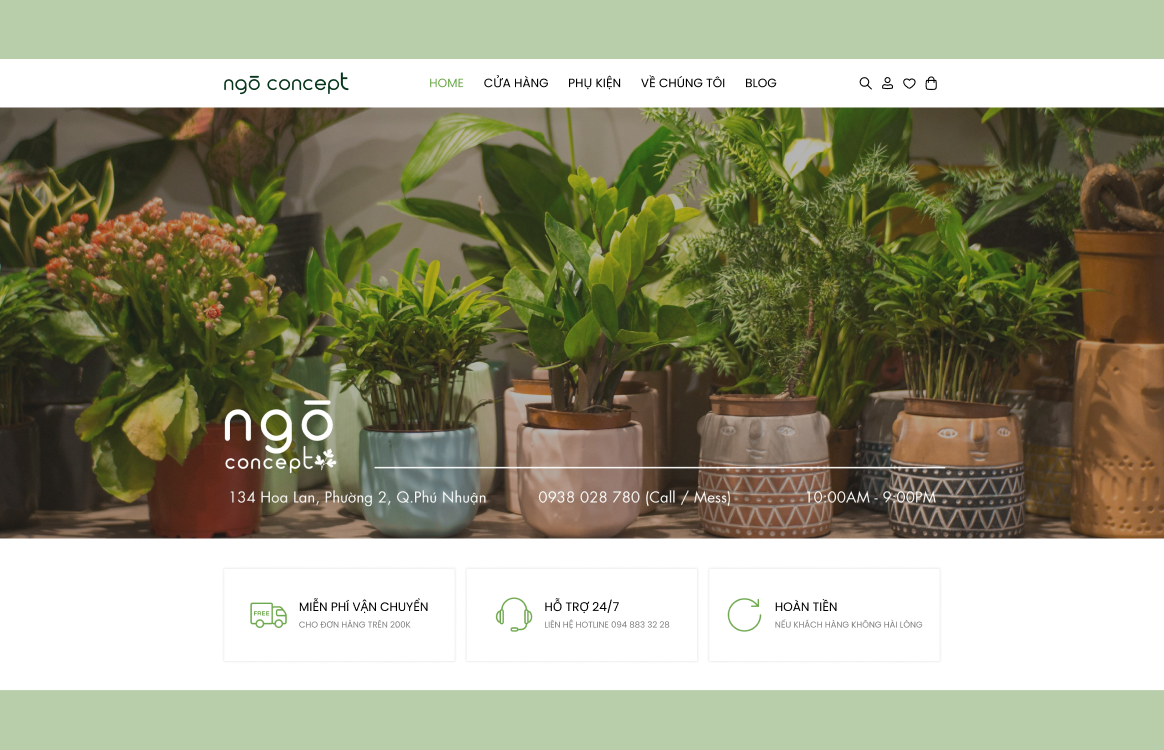 ngō concept
HOME CỬA HÀNG PHỤ KIỆN VỀ CHÚNG TÔI BLOG
ngō
concept
134 Hoa Lan, Phường 2, Q.Phú Nhuận 0938 028 780 (Call / Mess) 10:00AM - 9:00PM
FREE
MIỄN PHÍ VẬN CHUYỂN
CHO ĐƠN HÀNG TRÊN 200K
HỖ TRỢ 24/7
LIÊN HỆ HOTLINE 094 883 32 28
HOÀN TIỀN
NẾU KHÁCH HÀNG KHÔNG HÀI LÒNG